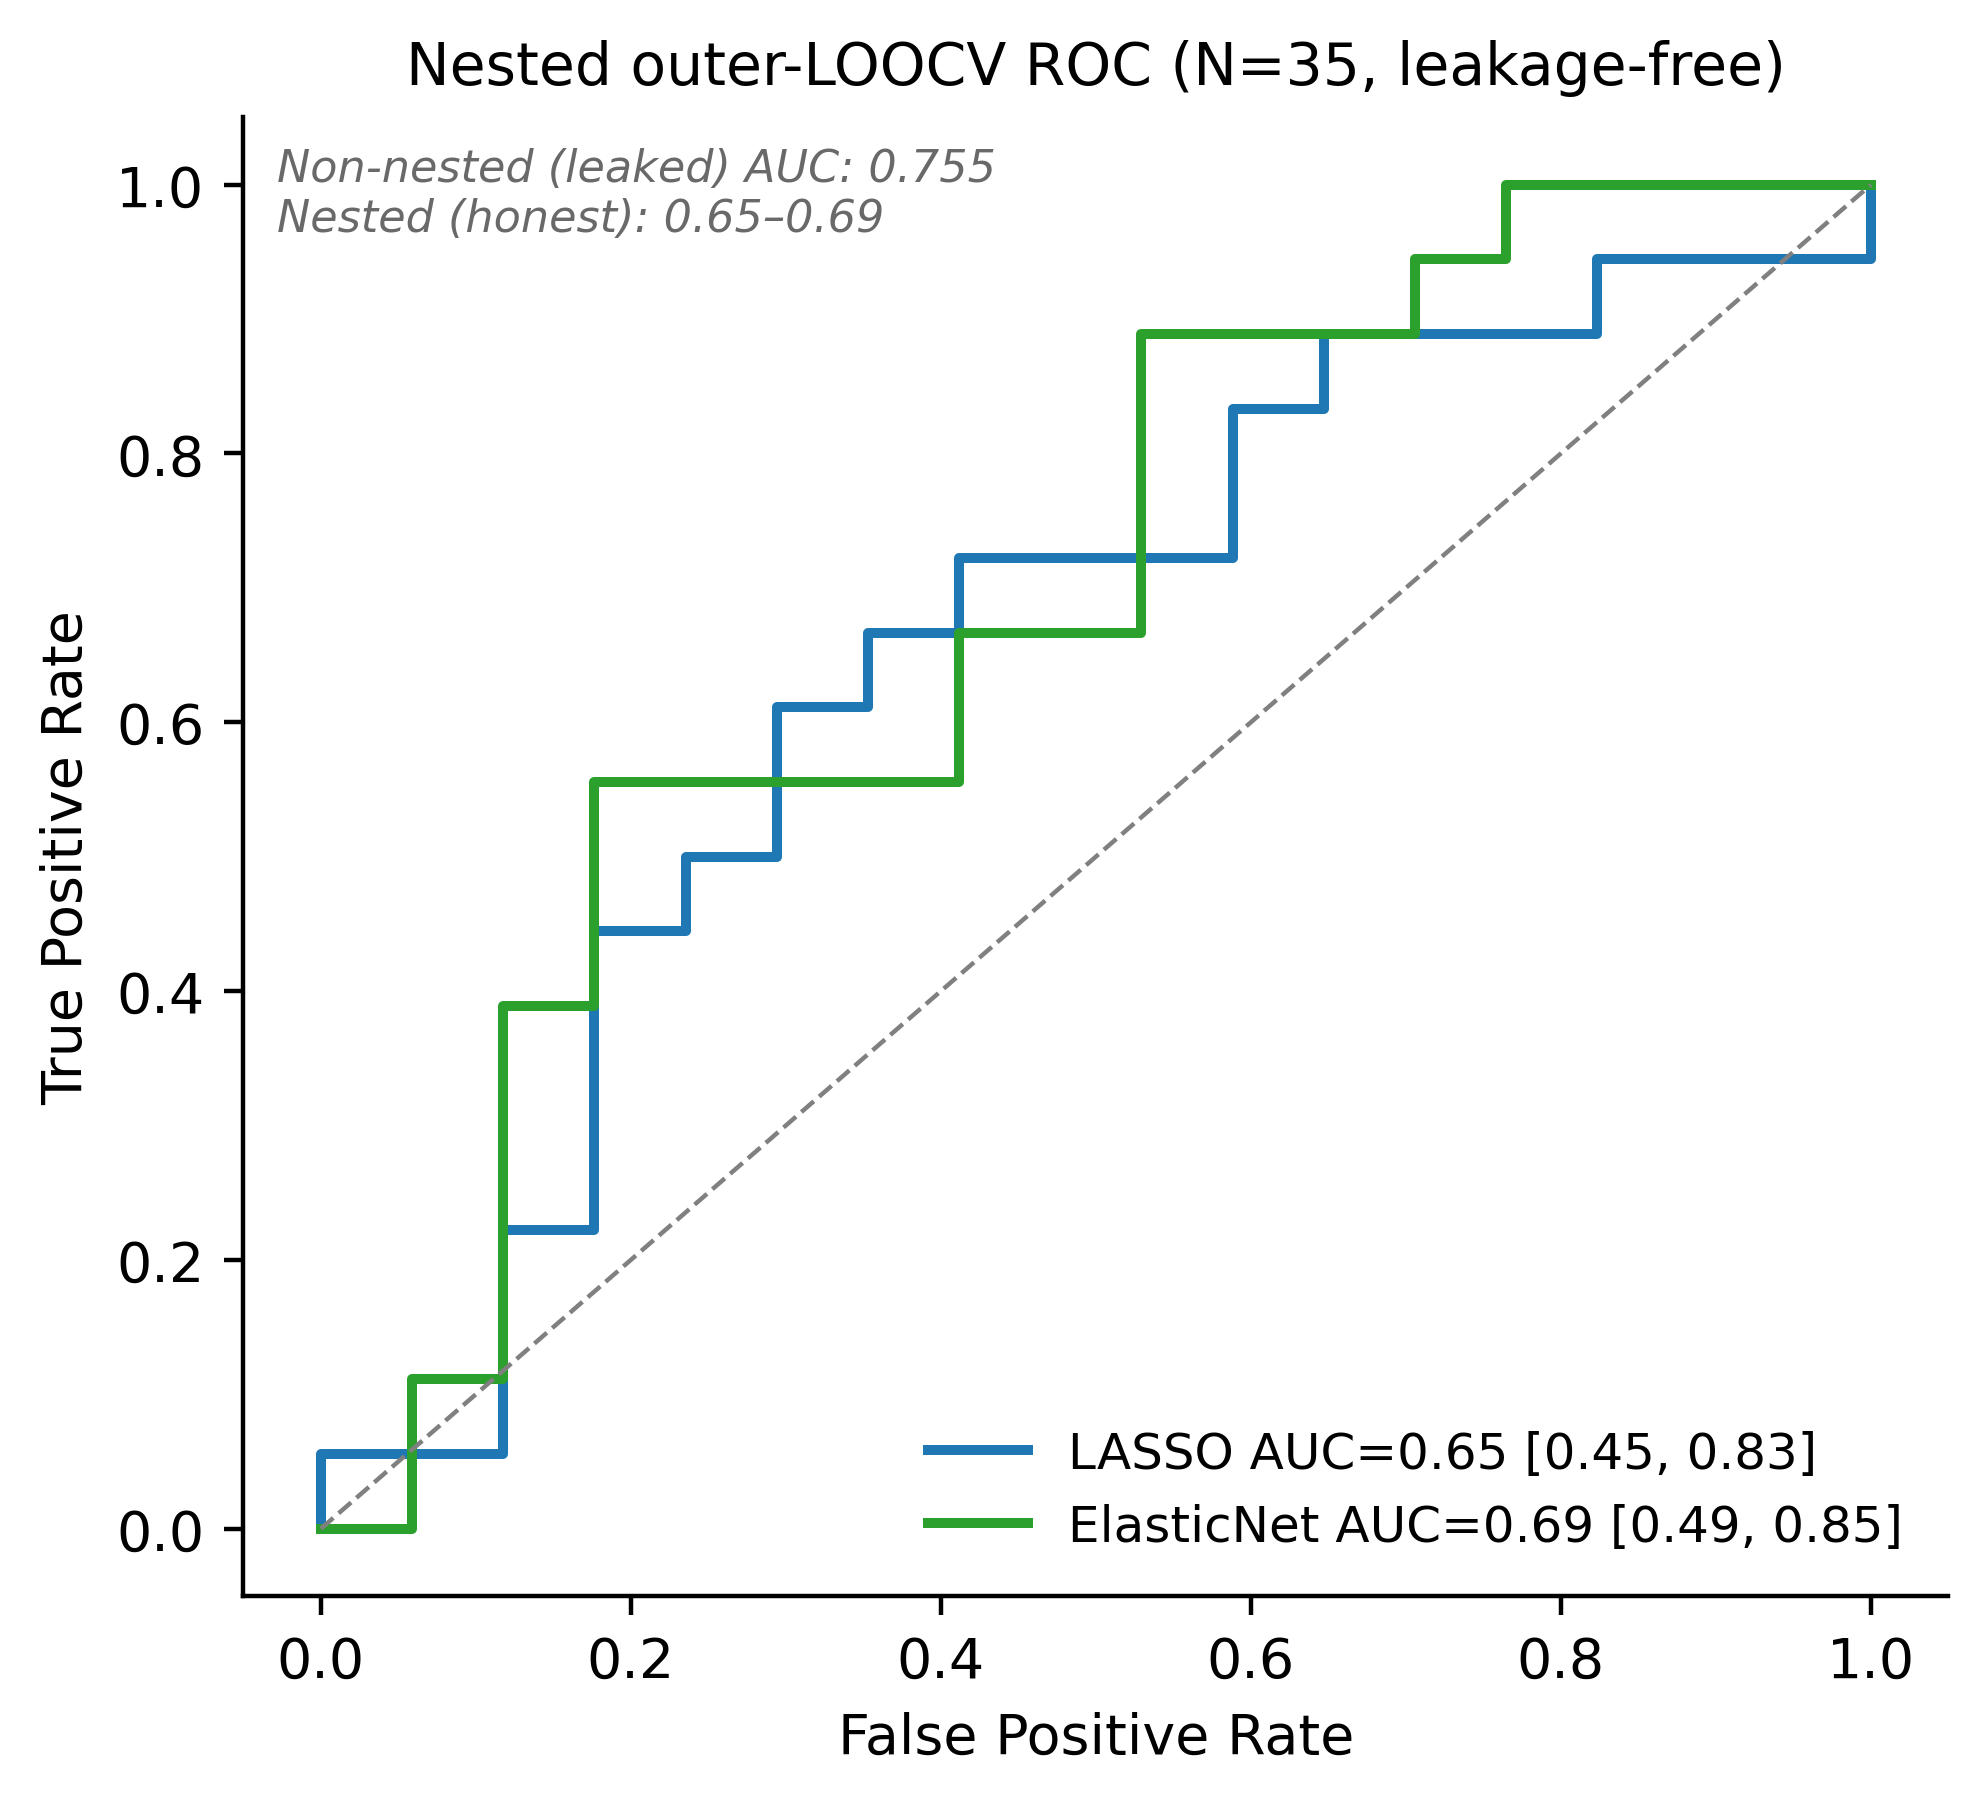 Nested outer-LOOCV ROC (N=35, leakage-free)
Non-nested (leaked) AUC: 0.755
Nested (honest): 0.65–0.69
1.0
0.8
0.6
0.4
0.2
0.0
True Positive Rate
LASSO AUC=0.65 [0.45, 0.83]
ElasticNet AUC=0.69 [0.49, 0.85]
0.0 0.2 0.4 0.6 0.8 1.0
False Positive Rate